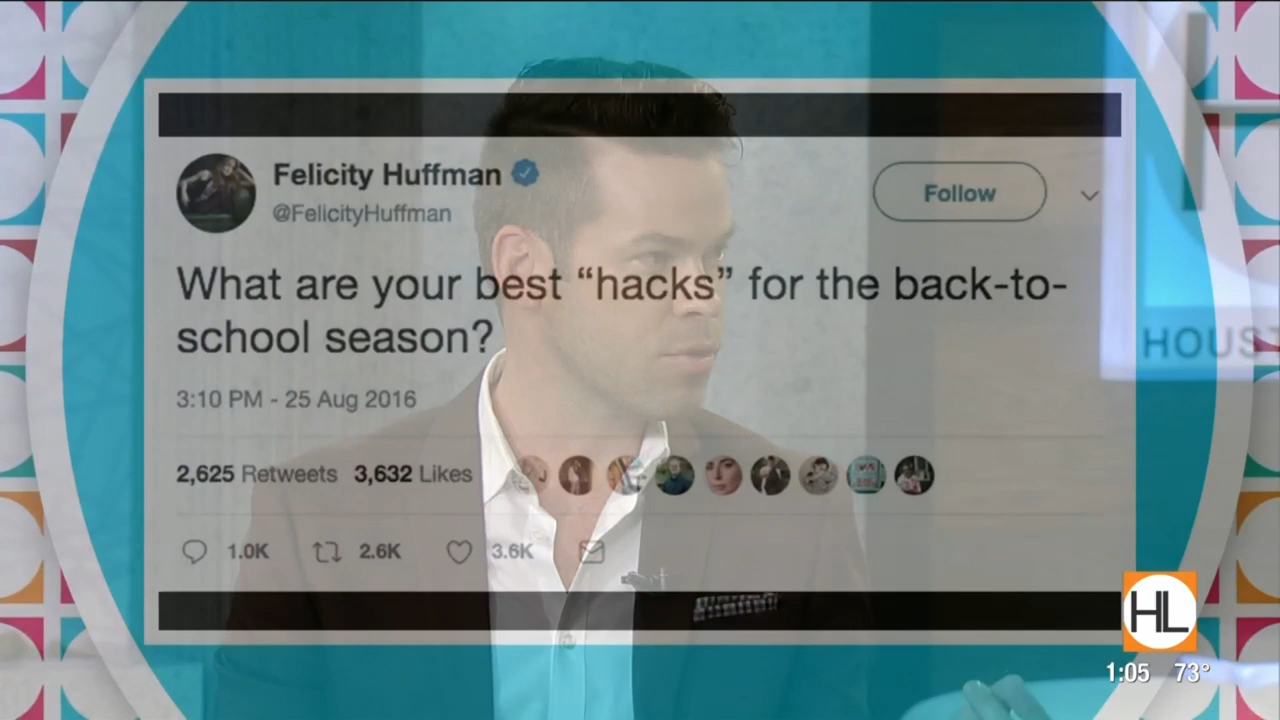 Felicity Huffman
@FelicityHuffman
Follow
What are your best “hacks” for the back-to-
school season?
HOUS
3:10 PM - 25 Aug 2016
2,625 Retweets 3,632 Likes
1.0K 2.6K 3.6K
HL
1:05 73°